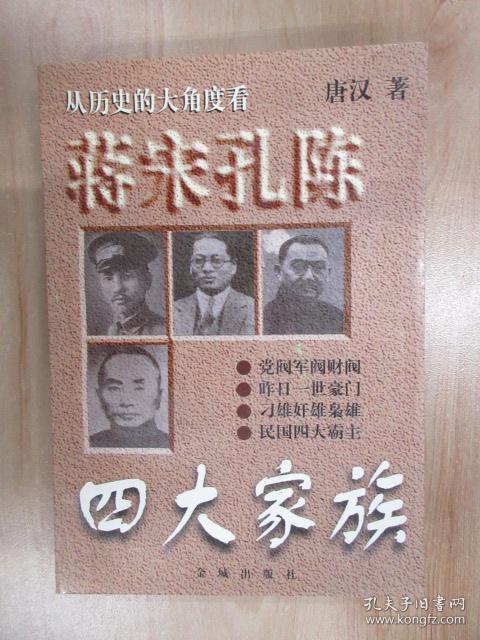 从历史的大角度看
唐汉 著
蒋宋孔陈
● 党阀军阀财阀
● 昨日一世豪门
● 刁雄奸雄枭雄
● 民国四大霸主
四大家族
金城出版社
孔夫子旧书网
kongfz.com